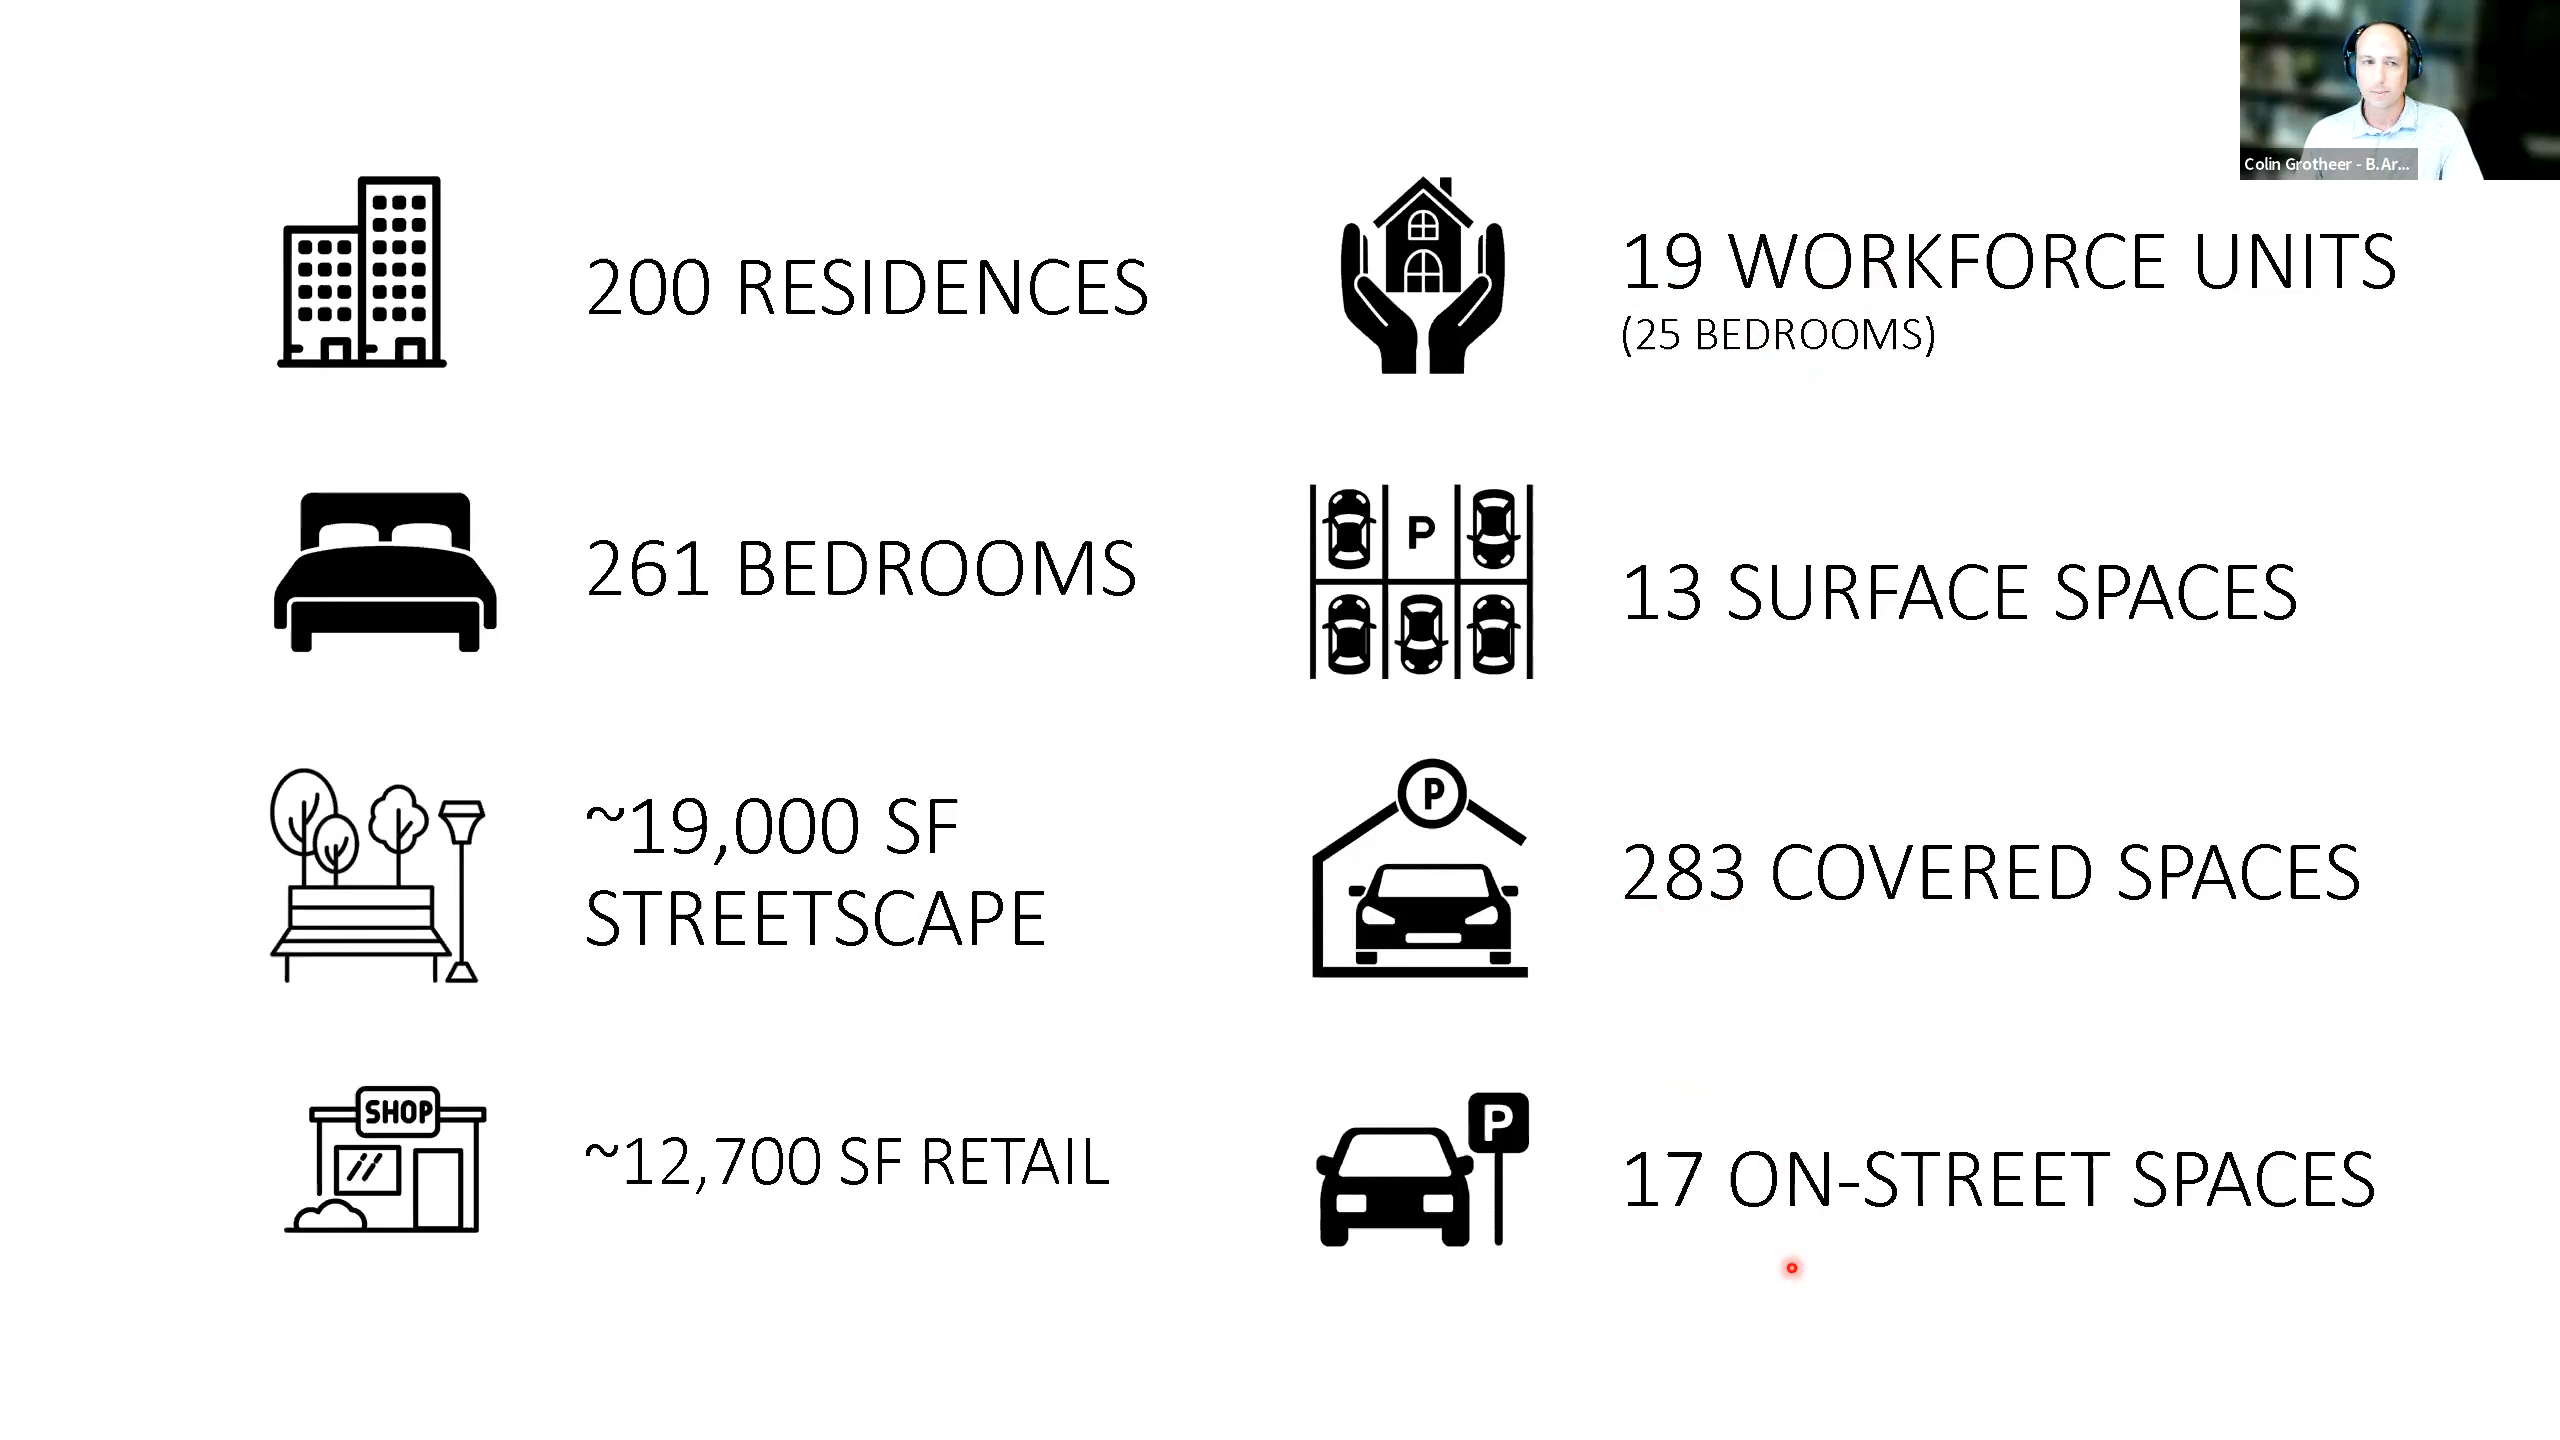 Colin Grotheer - B.Ar...
200 RESIDENCES
261 BEDROOMS
~19,000 SF
STREETSCAPE
SHOP
~12,700 SF RETAIL
19 WORKFORCE UNITS
(25 BEDROOMS)
P
13 SURFACE SPACES
P
283 COVERED SPACES
P
17 ON-STREET SPACES